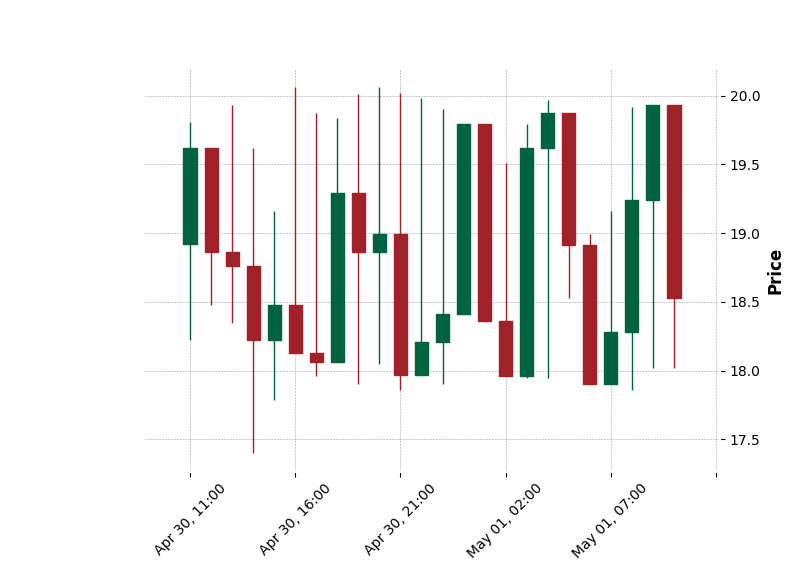 20.0
19.5
19.0
18.5
18.0
17.5
Price
Apr 30, 11:00
Apr 30, 16:00
Apr 30, 21:00
May 01, 02:00
May 01, 07:00